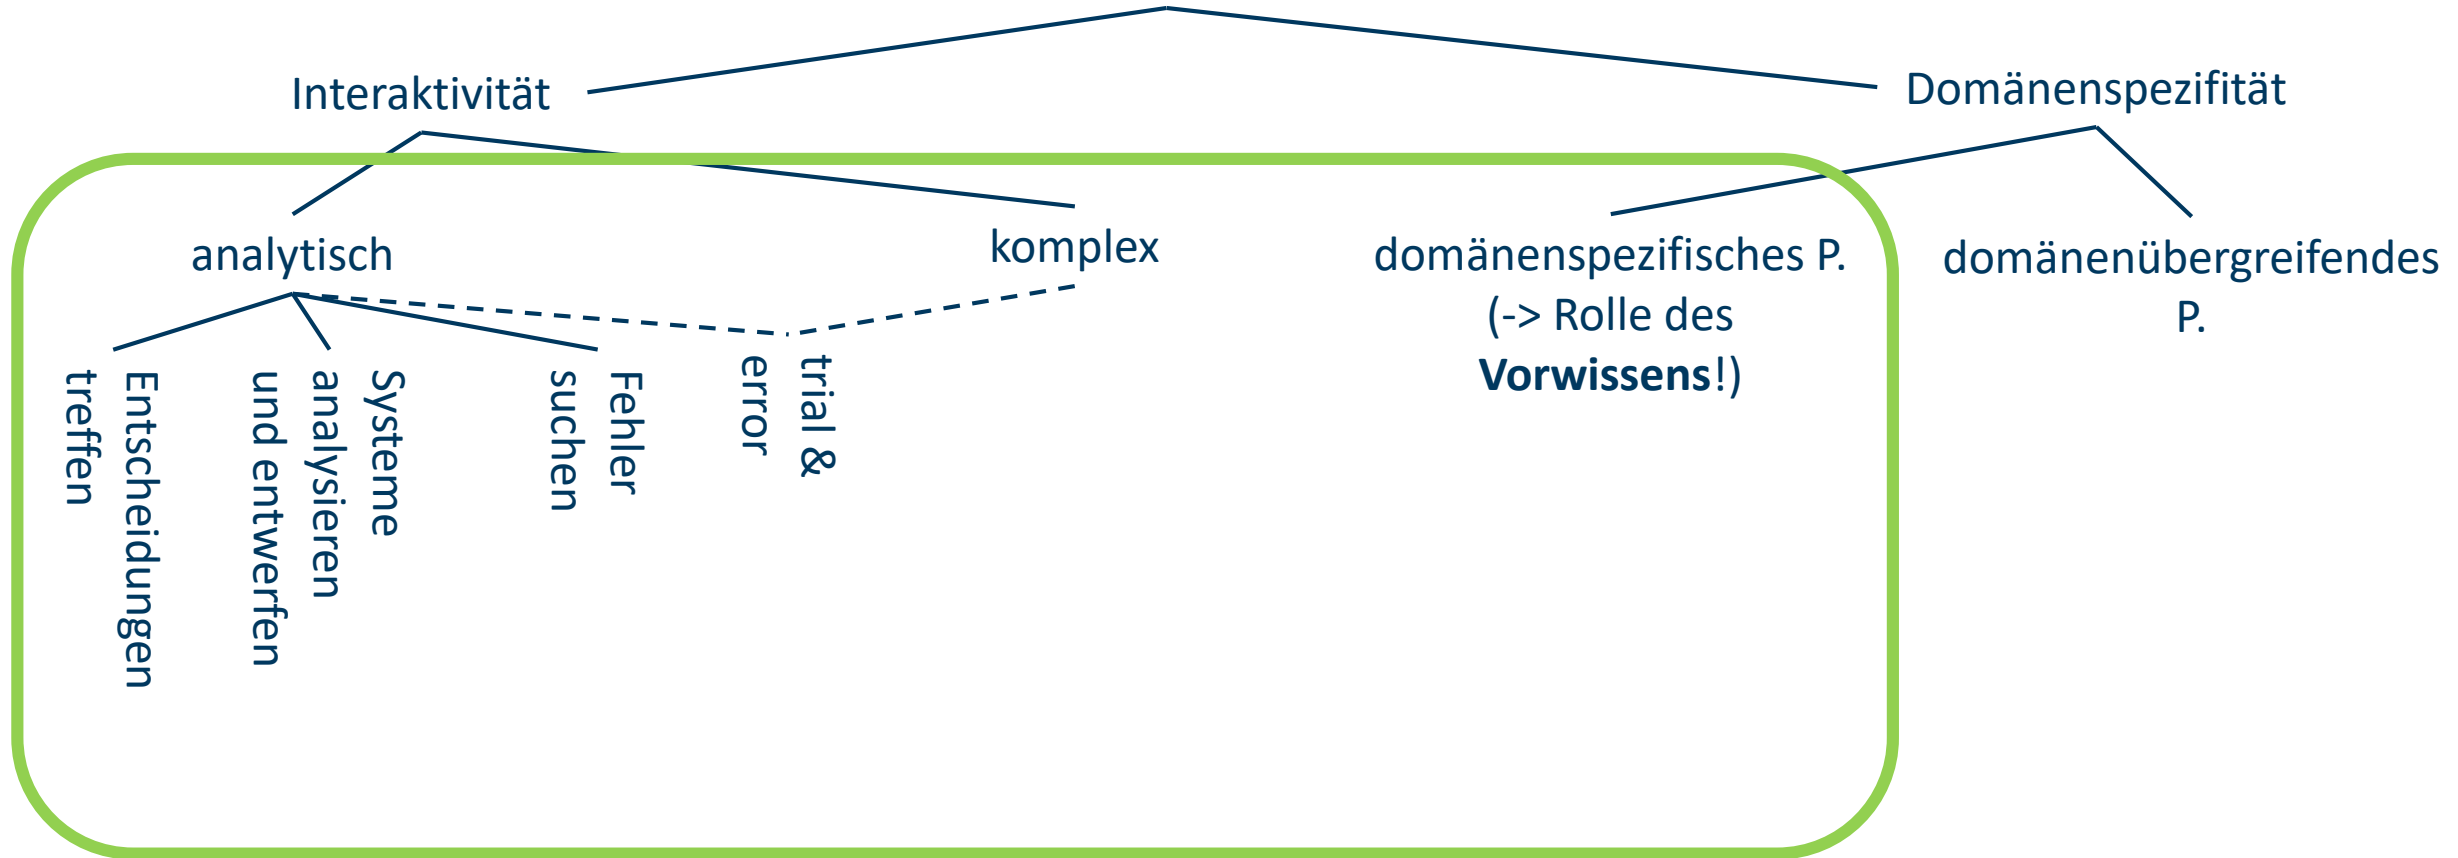 Interaktivität
Domänenspezifität
analytisch
komplex
domänenspezifisches P.
(-> Rolle des
Vorwissens!)
domänenübergreifendes
P.
Entscheidungen
treffen
Systeme
analysieren
und entwerfen
Fehler
suchen
trial &
error